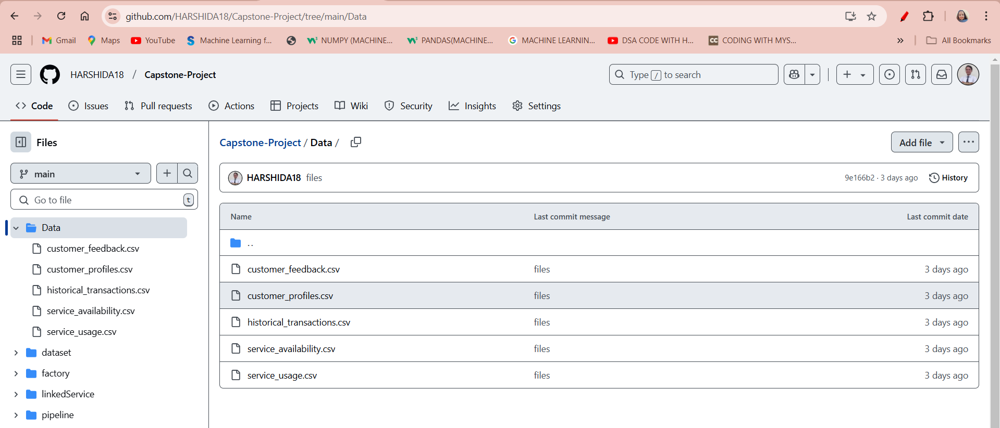 github.com/HARSHIDA18/Capstone-Project/tree/main/Data
Gmail Maps YouTube Machine Learning f... NUMPY (MACHINE... PANDAS(MACHINE... MACHINE LEARNIN... DSA CODE WITH H... CC CODING WITH MYS... » All Bookmarks
HARSHIDA18 / Capstone-Project Type / to search
Code Issues Pull requests Actions Projects Wiki Security Insights Settings
Files
main
Go to file t
Data
customer_feedback.csv
customer_profiles.csv
historical_transactions.csv
service_availability.csv
service_usage.csv
dataset
factory
linkedService
pipeline
Capstone-Project / Data / Add file
HARSHIDA18 files 9e166b2 · 3 days ago History
Name Last commit message Last commit date
..
customer_feedback.csv files 3 days ago
customer_profiles.csv files 3 days ago
historical_transactions.csv files 3 days ago
service_availability.csv files 3 days ago
service_usage.csv files 3 days ago